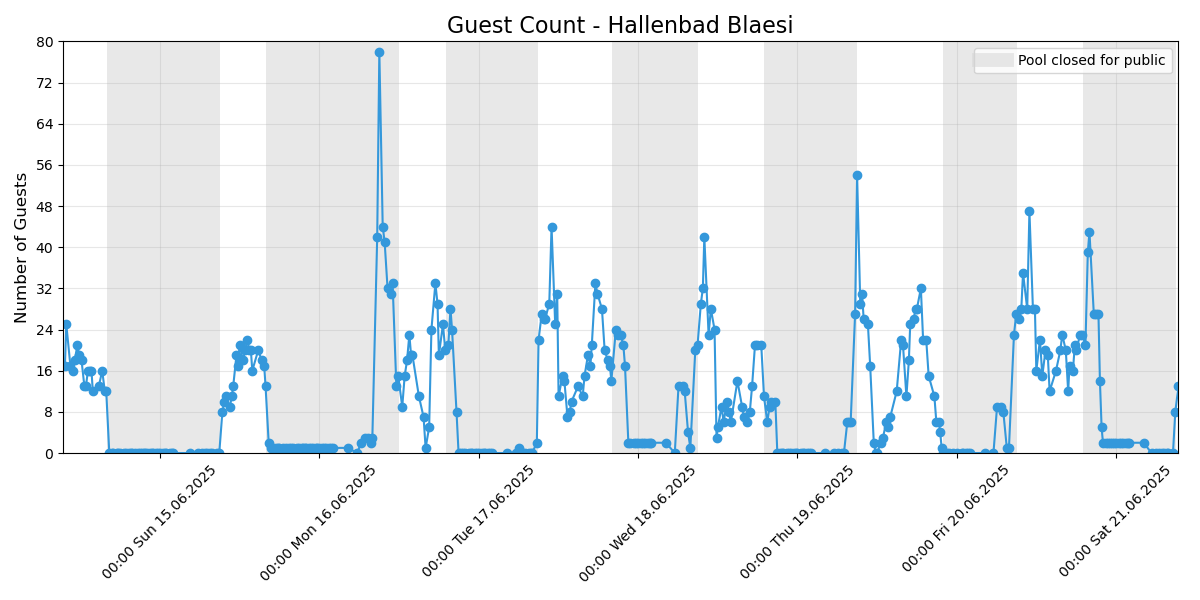 Guest Count - Hallenbad Blaesi
Pool closed for public
Number of Guests
80
72
64
56
48
40
32
24
16
8
0
00:00 Sun 15.06.2025
00:00 Mon 16.06.2025
00:00 Tue 17.06.2025
00:00 Wed 18.06.2025
00:00 Thu 19.06.2025
00:00 Fri 20.06.2025
00:00 Sat 21.06.2025